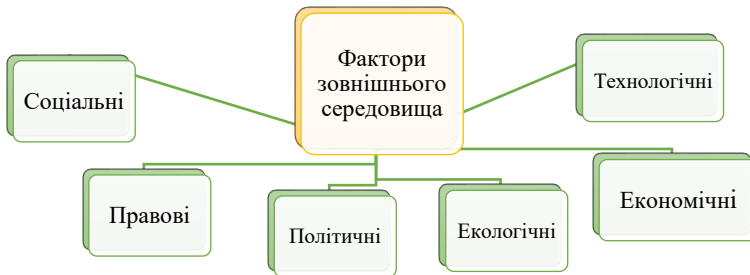 Фактори
зовнішнього
середовища
Соціальні
Технологічні
Правові
Політичні
Екологічні
Економічні